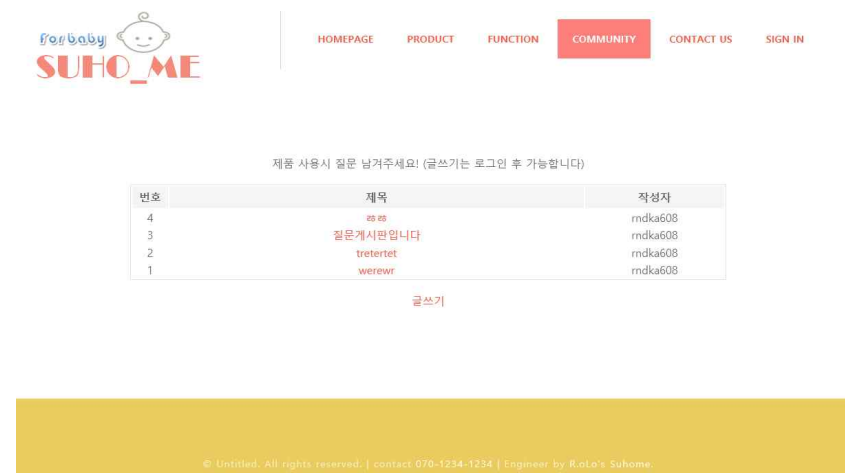 forbaby
SUHO_ME
HOMEPAGE PRODUCT FUNCTION COMMUNITY CONTACT US SIGN IN
제품 사용시 질문 남겨주세요! (글쓰기는 로그인 후 가능합니다)
번호 제목 작성자
4 rndka608
3 질문게시판입니다 rndka608
2 tretertet rndka608
1 werewr rndka608
글쓰기
© Untitled. All rights reserved. | contact 070-1234-1234 | Engineer by R.oLo's Suhome.